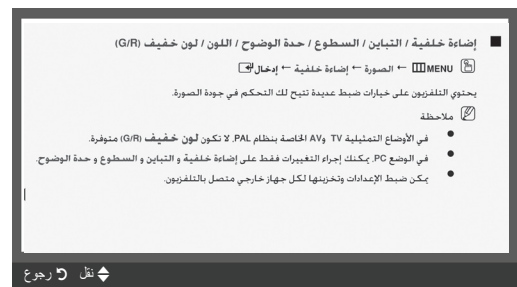 إضاءة خلفية / التباين / السطوع / حدة الوضوح / اللون / لون خفيف (G/R)
MENU ← الصورة ← إضاءة خلفية ← إدخال
يحتوي التلفزيون على خيارات ضبط عديدة تتيح لك التحكم في جودة الصورة.
ملاحظة
في الأوضاع التمثيلية TV وAV الخاصة بنظام PAL, لا تكون لون خفيف (G/R) متوفرة.
في الوضع PC, يمكنك إجراء التغييرات فقط على إضاءة خلفية و التباين و السطوع و حدة الوضوح.
يمكن ضبط الإعدادات وتخزينها لكل جهاز خارجي متصل بالتلفزيون.
نقل رجوع